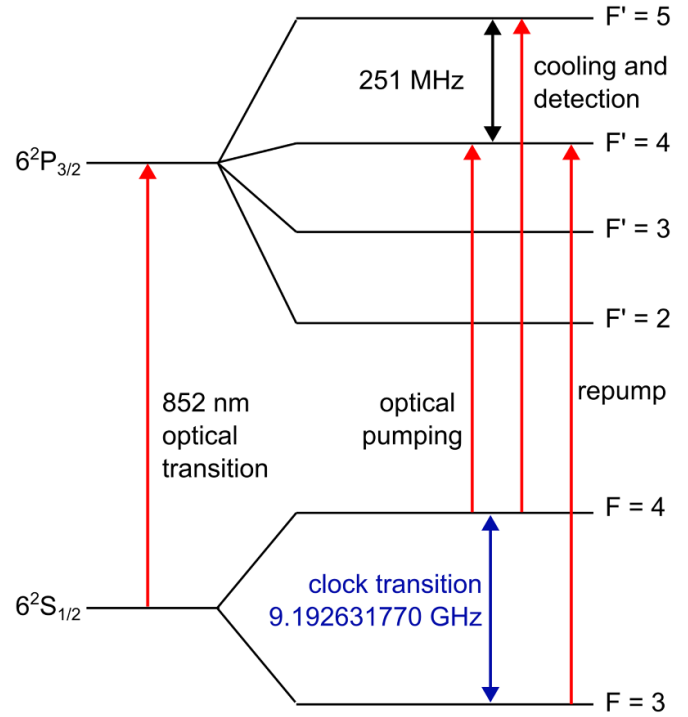 F' = 5
251 MHz
cooling and
detection
6²P₃/₂
F' = 4
F' = 3
F' = 2
852 nm
optical
transition
optical
pumping
repump
F = 4
6²S₁/₂
clock transition
9.192631770 GHz
F = 3